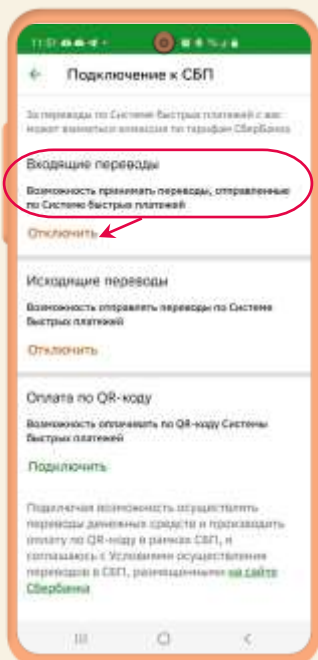 11:51
Подключение к СБП
За переводы по Системе быстрых платежей с вас
может взиматься комиссия по тарифам СберБанка
Входящие переводы
Возможность принимать переводы, отправленные
по Системе быстрых платежей
Отключить
Исходящие переводы
Возможность отправлять переводы по Системе
быстрых платежей
Отключить
Оплата по QR-коду
Возможность оплачивать по QR-коду Системы
быстрых платежей
Подключить
Подключая возможность осуществлять
переводы денежных средств и производить
оплату по QR-коду в рамках СБП, я
соглашаюсь с Условиями осуществления
переводов в СБП, размещенными на сайте
СберБанка